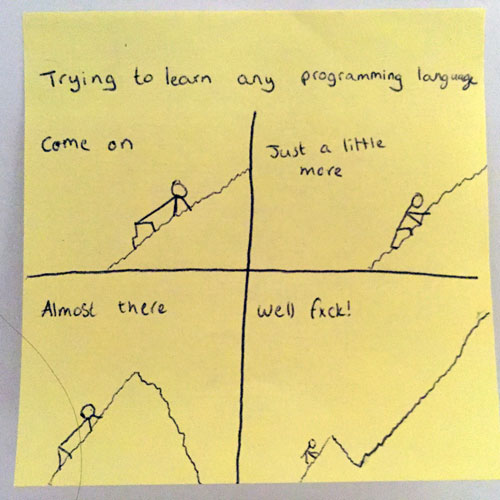 Trying to learn any programming language
Come on
Just a little
more
Almost there
Well fxck!